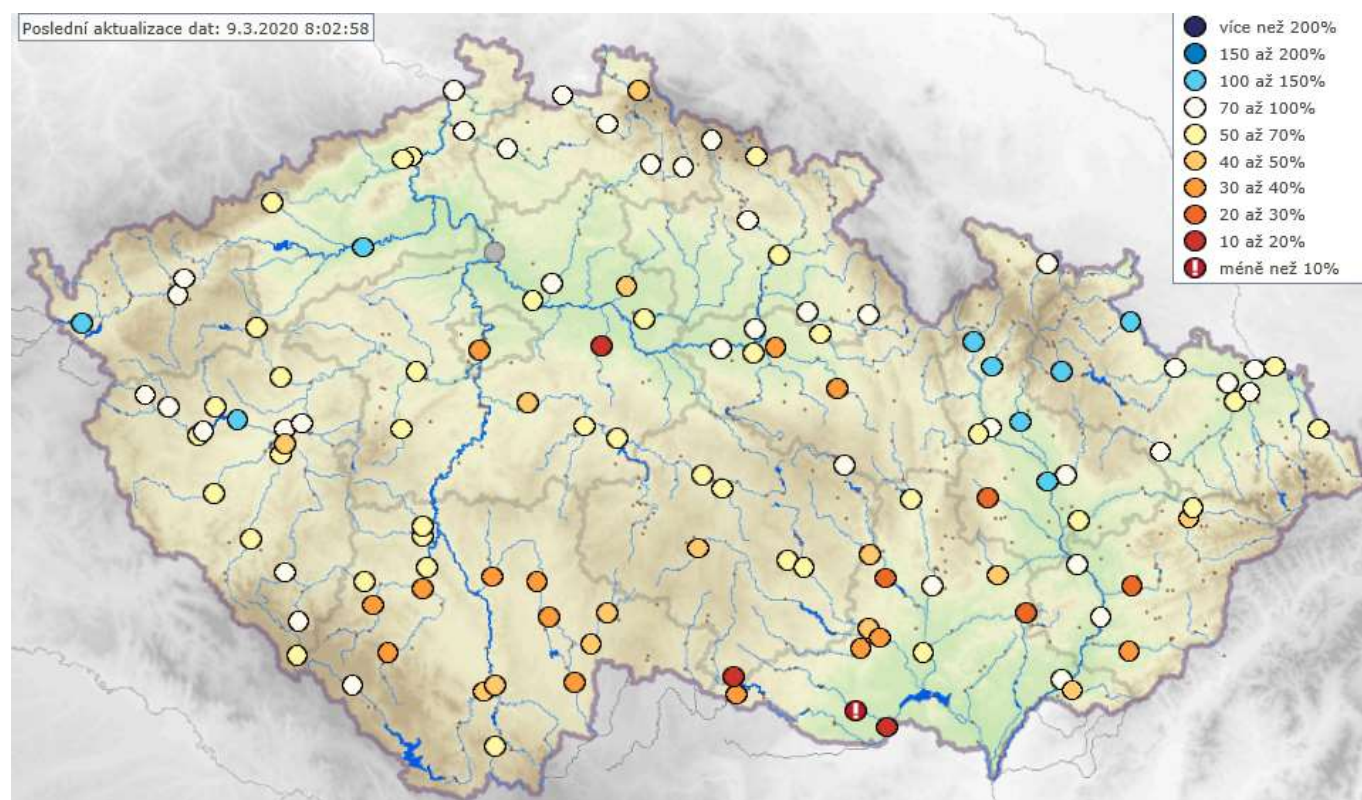 Poslední aktualizace dat: 9.3.2020 8:02:58
více než 200%
150 až 200%
100 až 150%
70 až 100%
50 až 70%
40 až 50%
30 až 40%
20 až 30%
10 až 20%
méně než 10%